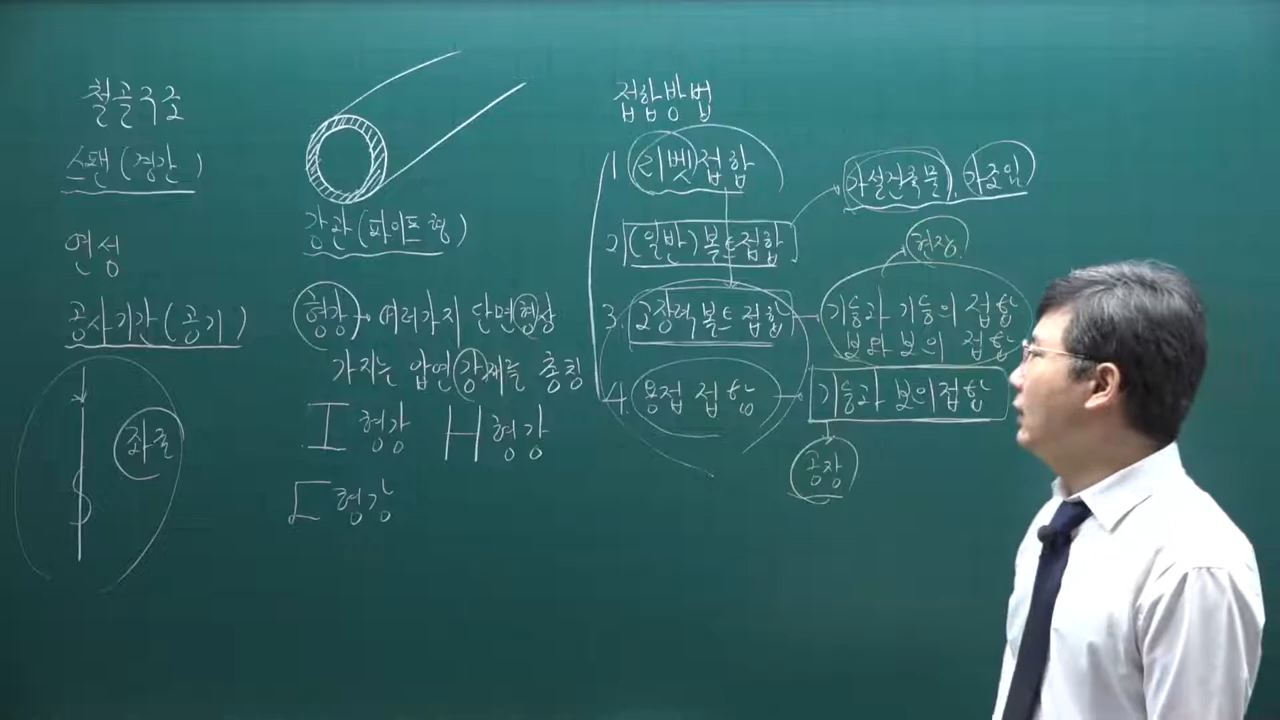 철골구조
스팬(경간)
연성
공사기간(공기)
좌굴
강관(파이프형)
형강 → 여러가지 단면형상
가지는 압연강재를 총칭
I 형강 H 형강
ㄷ형강
접합방법
1 리벳접합
2 (일반)볼트접합
가설건축물, 가조임
3. 고장력볼트접합
현장
기둥과 기둥의 접합
보와 보의 접합
4. 용접 접합
기둥과 보의접합
공장